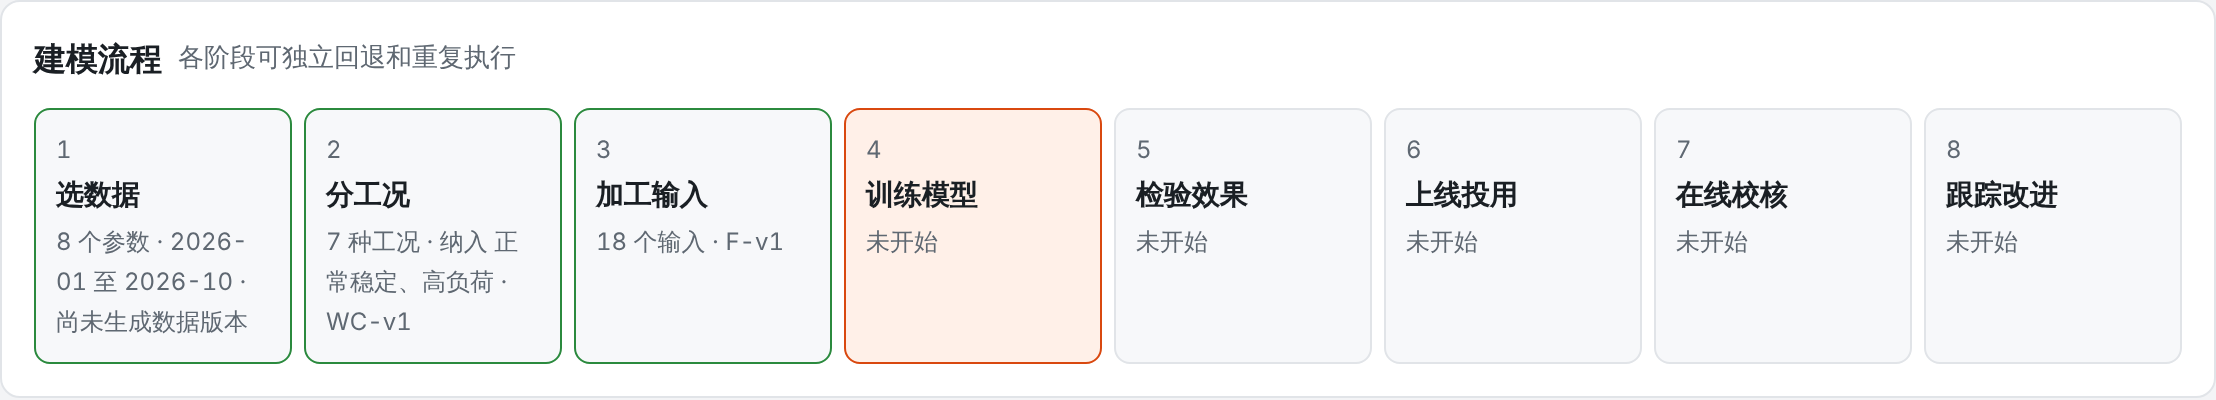 建模流程 各阶段可独立回退和重复执行
1
选数据
8 个参数 · 2026-
01 至 2026-10 ·
尚未生成数据版本
2
分工况
7 种工况 · 纳入 正
常稳定、高负荷 ·
WC-v1
3
加工输入
18 个输入 · F-v1
4
训练模型
未开始
5
检验效果
未开始
6
上线投用
未开始
7
在线校核
未开始
8
跟踪改进
未开始